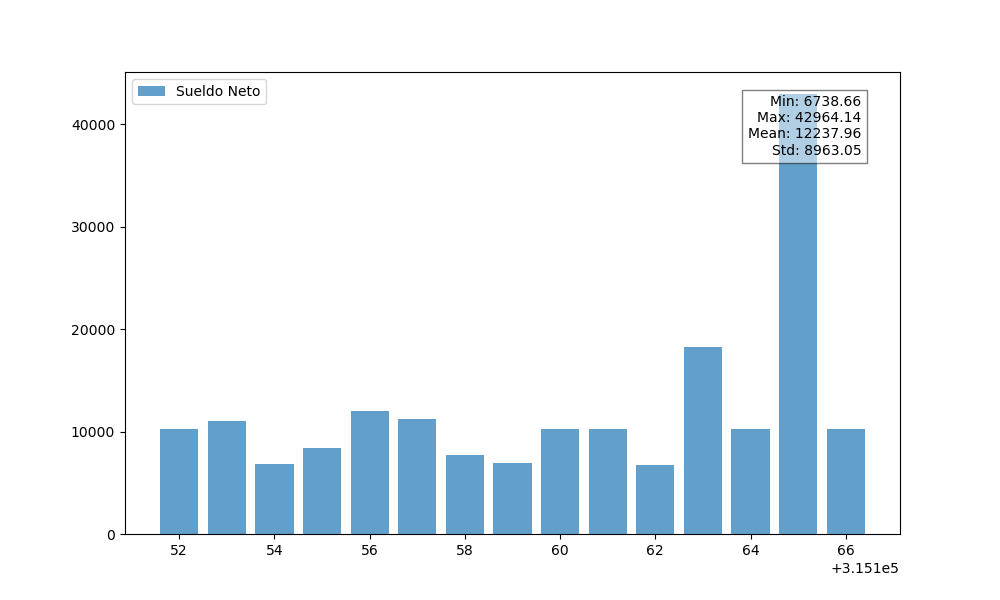 Sueldo Neto
Min: 6738.66
Max: 42964.14
Mean: 12237.96
Std: 8963.05
40000
30000
20000
10000
0
52 54 56 58 60 62 64 66
+3.151e5